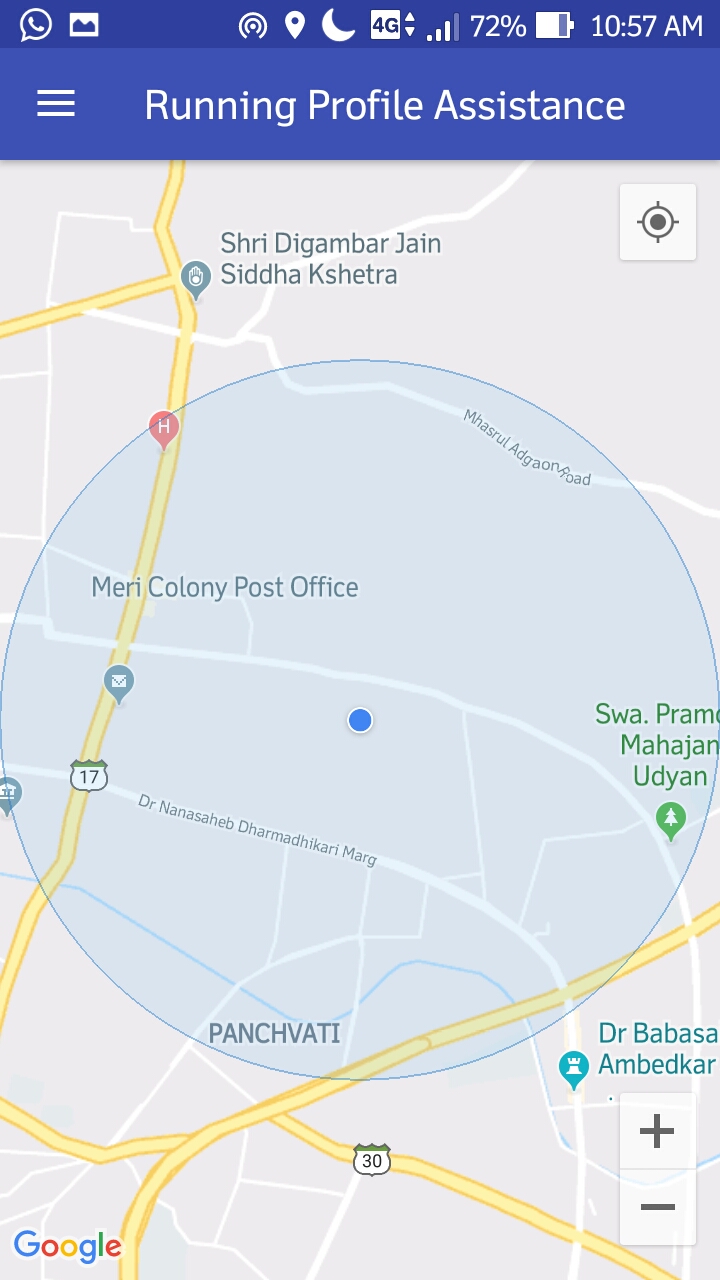 4G 72% 10:57 AM
Running Profile Assistance
Shri Digambar Jain
Siddha Kshetra
H
Mhasrul Adgaon Road
Meri Colony Post Office
Swa. Pramo
Mahajan
Udyan
17
Dr Nanasaheb Dharmadhikari Marg
PANCHVATI
Dr Babasa
Ambedkar
30
Google